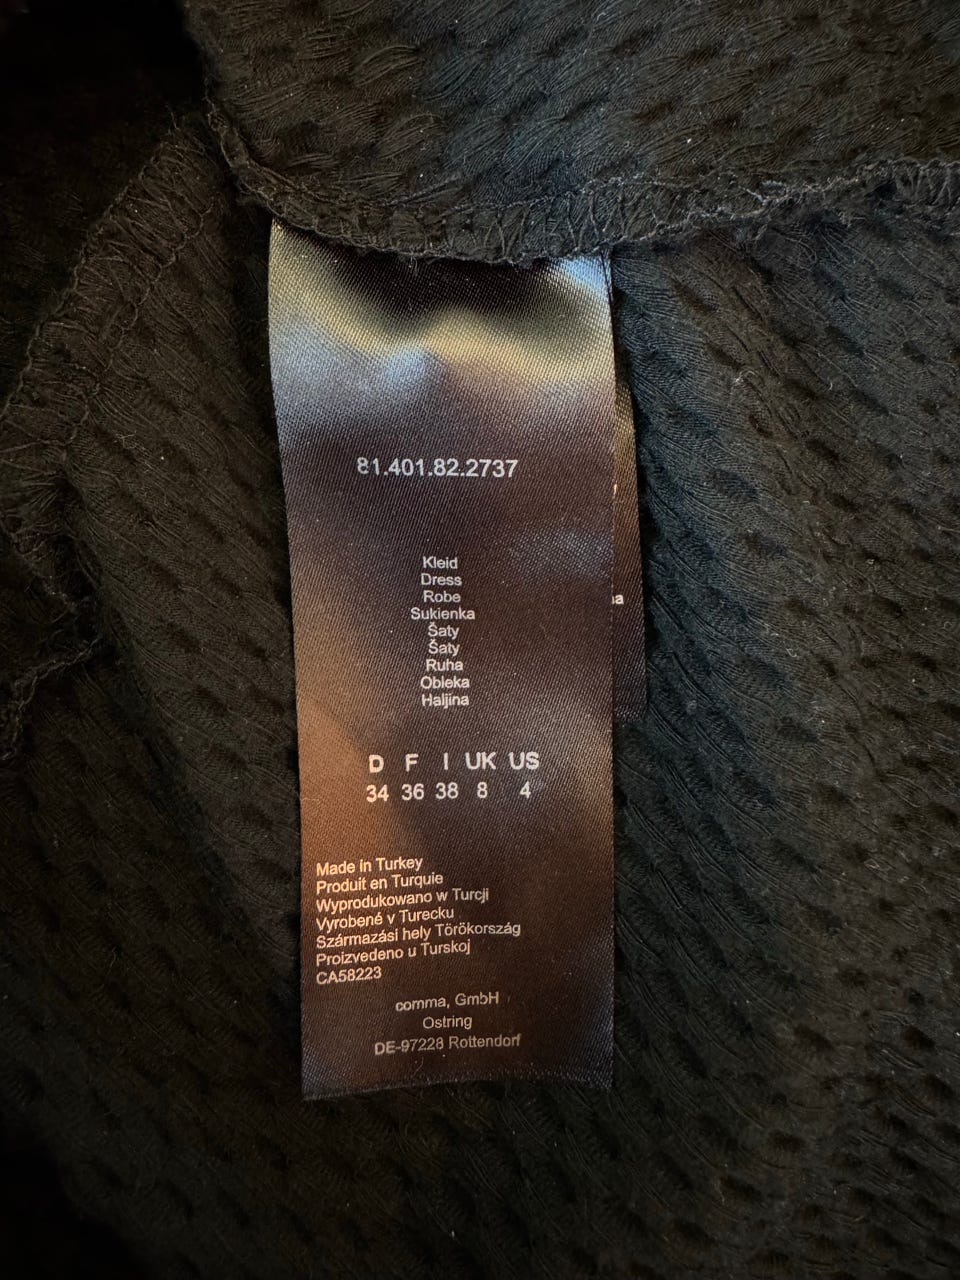 81.401.82.2737
Kleid
Dress
Robe
Sukienka
Šaty
Šaty
Ruha
Obleka
Haljina
D F I UK US
34 36 38 8 4
Made in Turkey
Produit en Turquie
Wyprodukowano w Turcji
Vyrobené v Turecku
Származási hely Törökország
Proizvedeno u Turskoj
CA58223
comma, GmbH
Ostring
DE-97228 Rottendorf